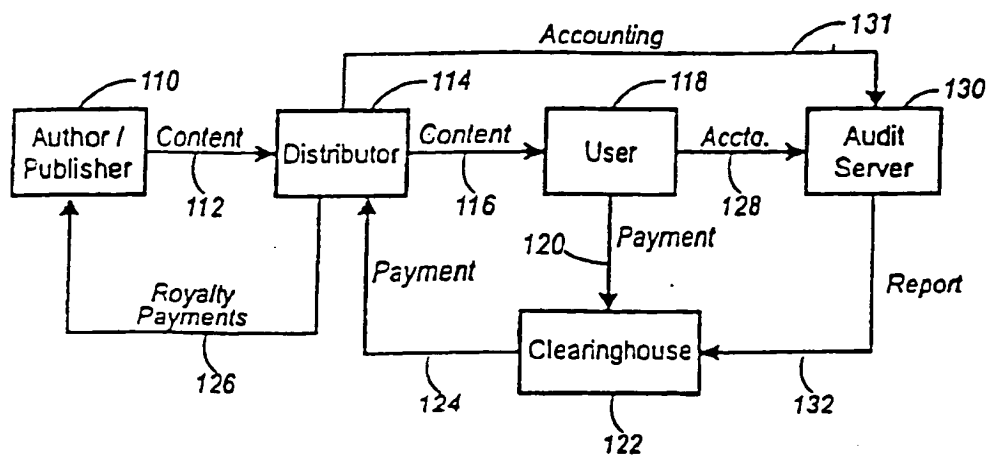 Accounting
131
110
114
118
130
Author /
Publisher
Content
Distributor
Content
User
Accta.
Audit
Server
112
116
128
120
Payment
Payment
Report
Royalty
Payments
Clearinghouse
126
124
132
122